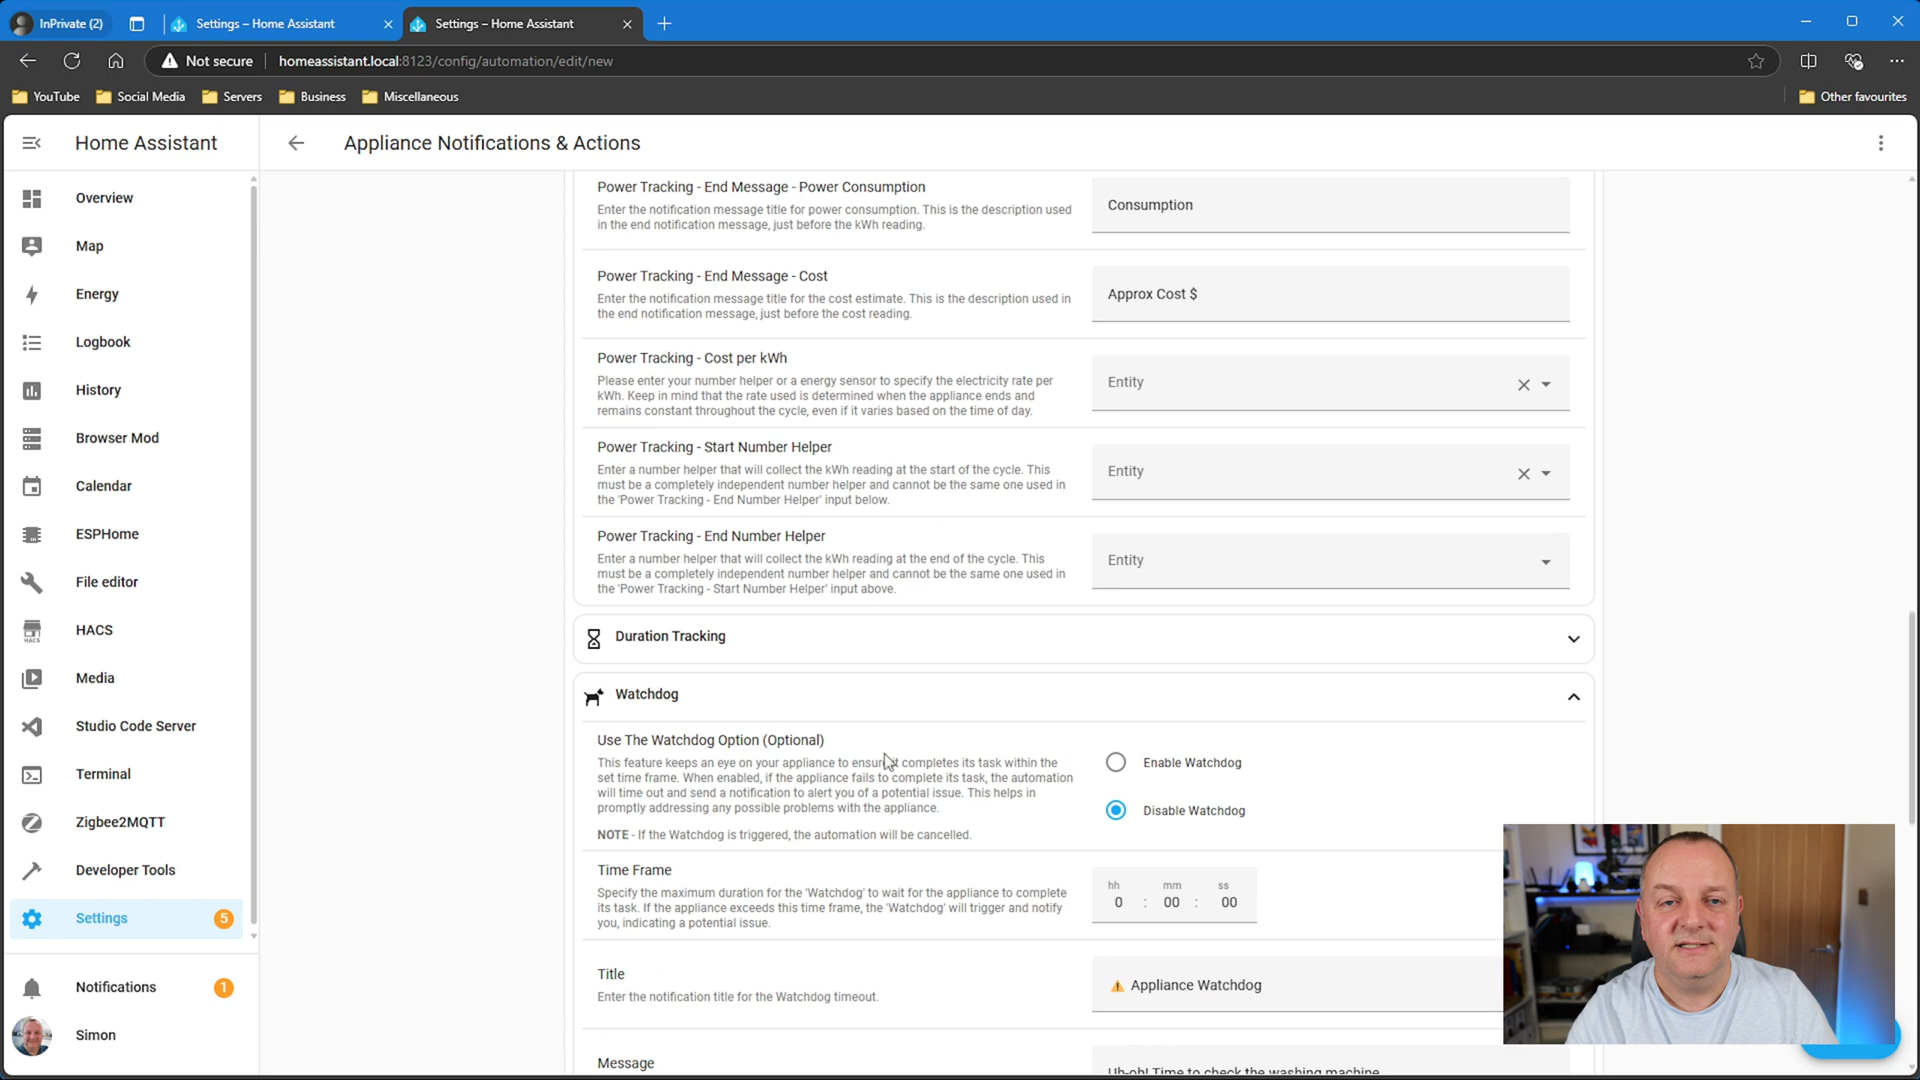 InPrivate (2)
Settings – Home Assistant
Settings – Home Assistant
Not secure
homeassistant.local:8123/config/automation/edit/new
YouTube
Social Media
Servers
Business
Miscellaneous
Other favourites
Home Assistant
Appliance Notifications & Actions
Overview
Map
Energy
Logbook
History
Browser Mod
Calendar
ESPHome
File editor
HACS
HACS
Media
Studio Code Server
Terminal
Zigbee2MQTT
Developer Tools
Settings
5
Notifications
1
Simon
Power Tracking - End Message - Power Consumption
Enter the notification message title for power consumption. This is the description used
in the end notification message, just before the kWh reading.
Consumption
Power Tracking - End Message - Cost
Enter the notification message title for the cost estimate. This is the description used in
the end notification message, just before the cost reading.
Approx Cost $
Power Tracking - Cost per kWh
Please enter your number helper or a energy sensor to specify the electricity rate per
kWh. Keep in mind that the rate used is determined when the appliance ends and
remains constant throughout the cycle, even if it varies based on the time of day.
Entity
Power Tracking - Start Number Helper
Enter a number helper that will collect the kWh reading at the start of the cycle. This
must be a completely independent number helper and cannot be the same one used in
the 'Power Tracking - End Number Helper' input below.
Entity
Power Tracking - End Number Helper
Enter a number helper that will collect the kWh reading at the end of the cycle. This
must be a completely independent number helper and cannot be the same one used in
the 'Power Tracking - Start Number Helper' input above.
Entity
Duration Tracking
Watchdog
Use The Watchdog Option (Optional)
This feature keeps an eye on your appliance to ensure it completes its task within the
set time frame. When enabled, if the appliance fails to complete its task, the automation
will time out and send a notification to alert you of a potential issue. This helps in
promptly addressing any possible problems with the appliance.
NOTE - If the Watchdog is triggered, the automation will be cancelled.
Enable Watchdog
Disable Watchdog
Time Frame
Specify the maximum duration for the 'Watchdog' to wait for the appliance to complete
its task. If the appliance exceeds this time frame, the 'Watchdog' will trigger and notify
you, indicating a potential issue.
hh mm ss
0 : 00 : 00
Title
Enter the notification title for the Watchdog timeout.
Appliance Watchdog
Message
Uh-oh! Time to check the washing machine